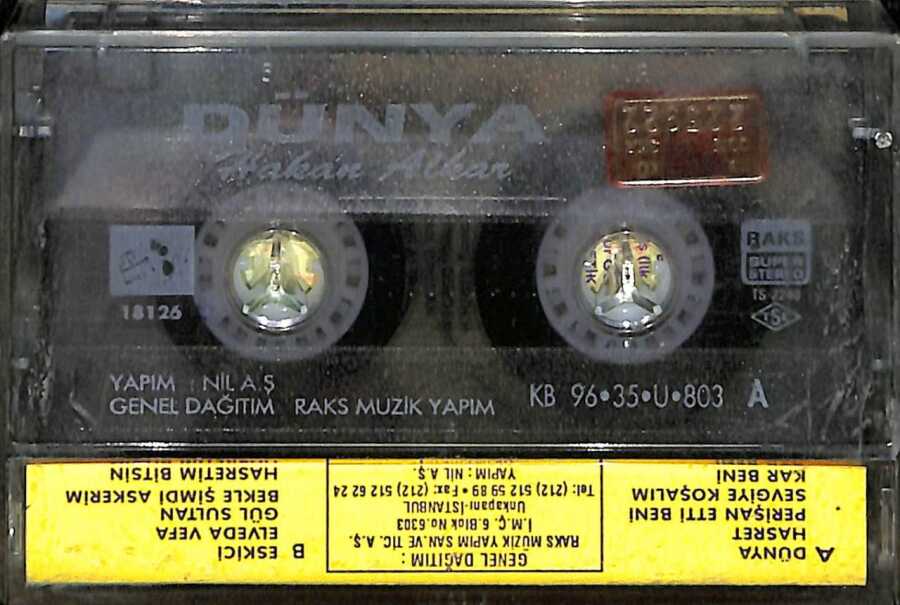 DÜNYA
Hakan Alkar
RAKS
SUPER
STEREO
18126
TSE
YAPIM : NİL A.Ş
GENEL DAĞITIM RAKS MUZİK YAPIM
KB 96•35•U•803 A
A DÜNYA
HASRET
PERİŞAN ETTİ BENİ
SEVGİYE KOŞALIM
KAR BENİ
GENEL DAĞITIM :
RAKS MÜZİK YAPIM SAN.VE TİC. A.Ş.
İ.M.Ç. 6.Blok No.6303
Unkapanı-İSTANBUL
Tel: (212) 512 59 89 • Fax: (212) 512 62 24
YAPIM : NİL A.Ş.
B ESKİCİ
ELVEDA VEFA
GÜL SULTAN
BEKLE ŞİMDİ ASKERİM
HASRETİM BİTSİN